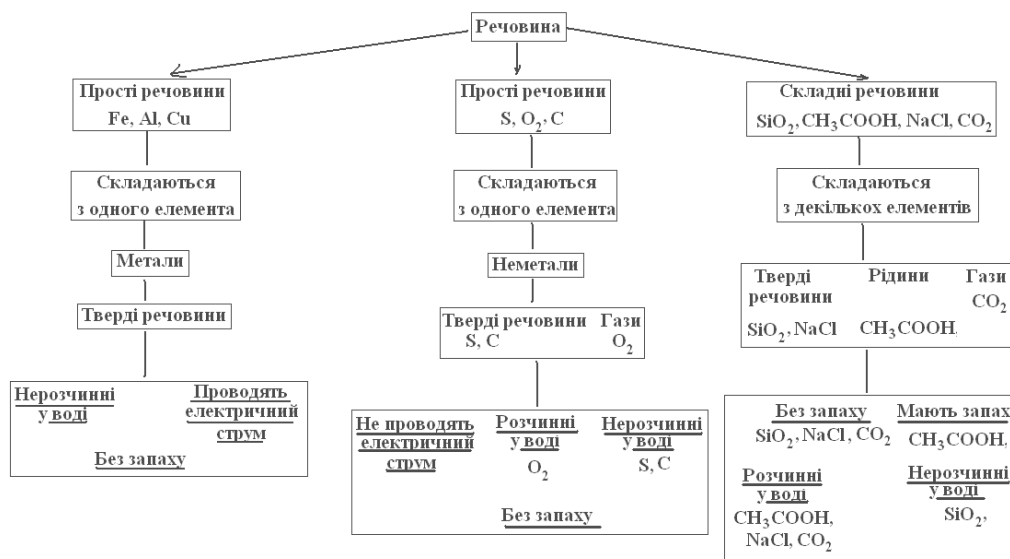 Речовина
Прості речовини
Fe, Al, Cu
Складаються
з одного елемента
Метали
Тверді речовини
Нерозчинні
у воді
Проводять
електричний
струм
Без запаху
Прості речовини
S, O₂, C
Складаються
з одного елемента
Неметали
Тверді речовини
S, C
Гази
O₂
Не проводять
електричний
струм
Розчинні
у воді
O₂
Нерозчинні
у воді
S, C
Без запаху
Складні речовини
SiO₂, CH₃COOH, NaCl, CO₂
Складаються
з декількох елементів
Тверді
речовини
SiO₂, NaCl
Рідини
CH₃COOH,
Гази
CO₂
Без запаху
SiO₂, NaCl, CO₂
Мають запах
CH₃COOH,
Розчинні
у воді
CH₃COOH,
NaCl, CO₂
Нерозчинні
у воді
SiO₂,